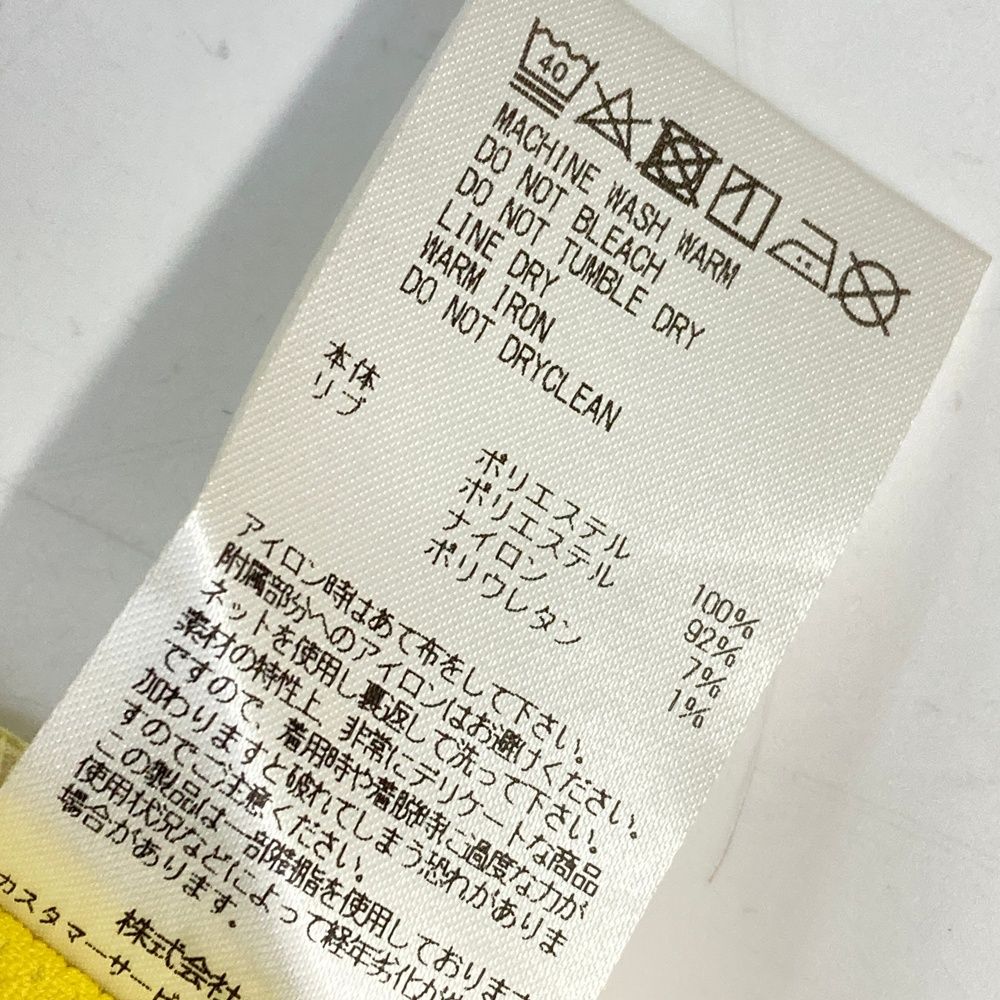 40
MACHINE WASH WARM
DO NOT BLEACH
DO NOT TUMBLE DRY
LINE DRY
WARM IRON
DO NOT DRYCLEAN
本体 ポリエステル 100%
リブ ポリエステル 92%
ナイロン 7%
ポリウレタン 1%
アイロン時はあて布をして下さい。
附属部分へのアイロンはお避けください。
ネットを使用し裏返して洗って下さい。
素材の特性上、非常にデリケートな商品
ですので、着用時や着脱時に過度な力が
加わりますと破れてしまう恐れがありま
すのでご注意ください。
この製品は一部樹脂を使用しております
使用状況などによって経年劣化が
場合があります。
株式会社
カスタマーサービ